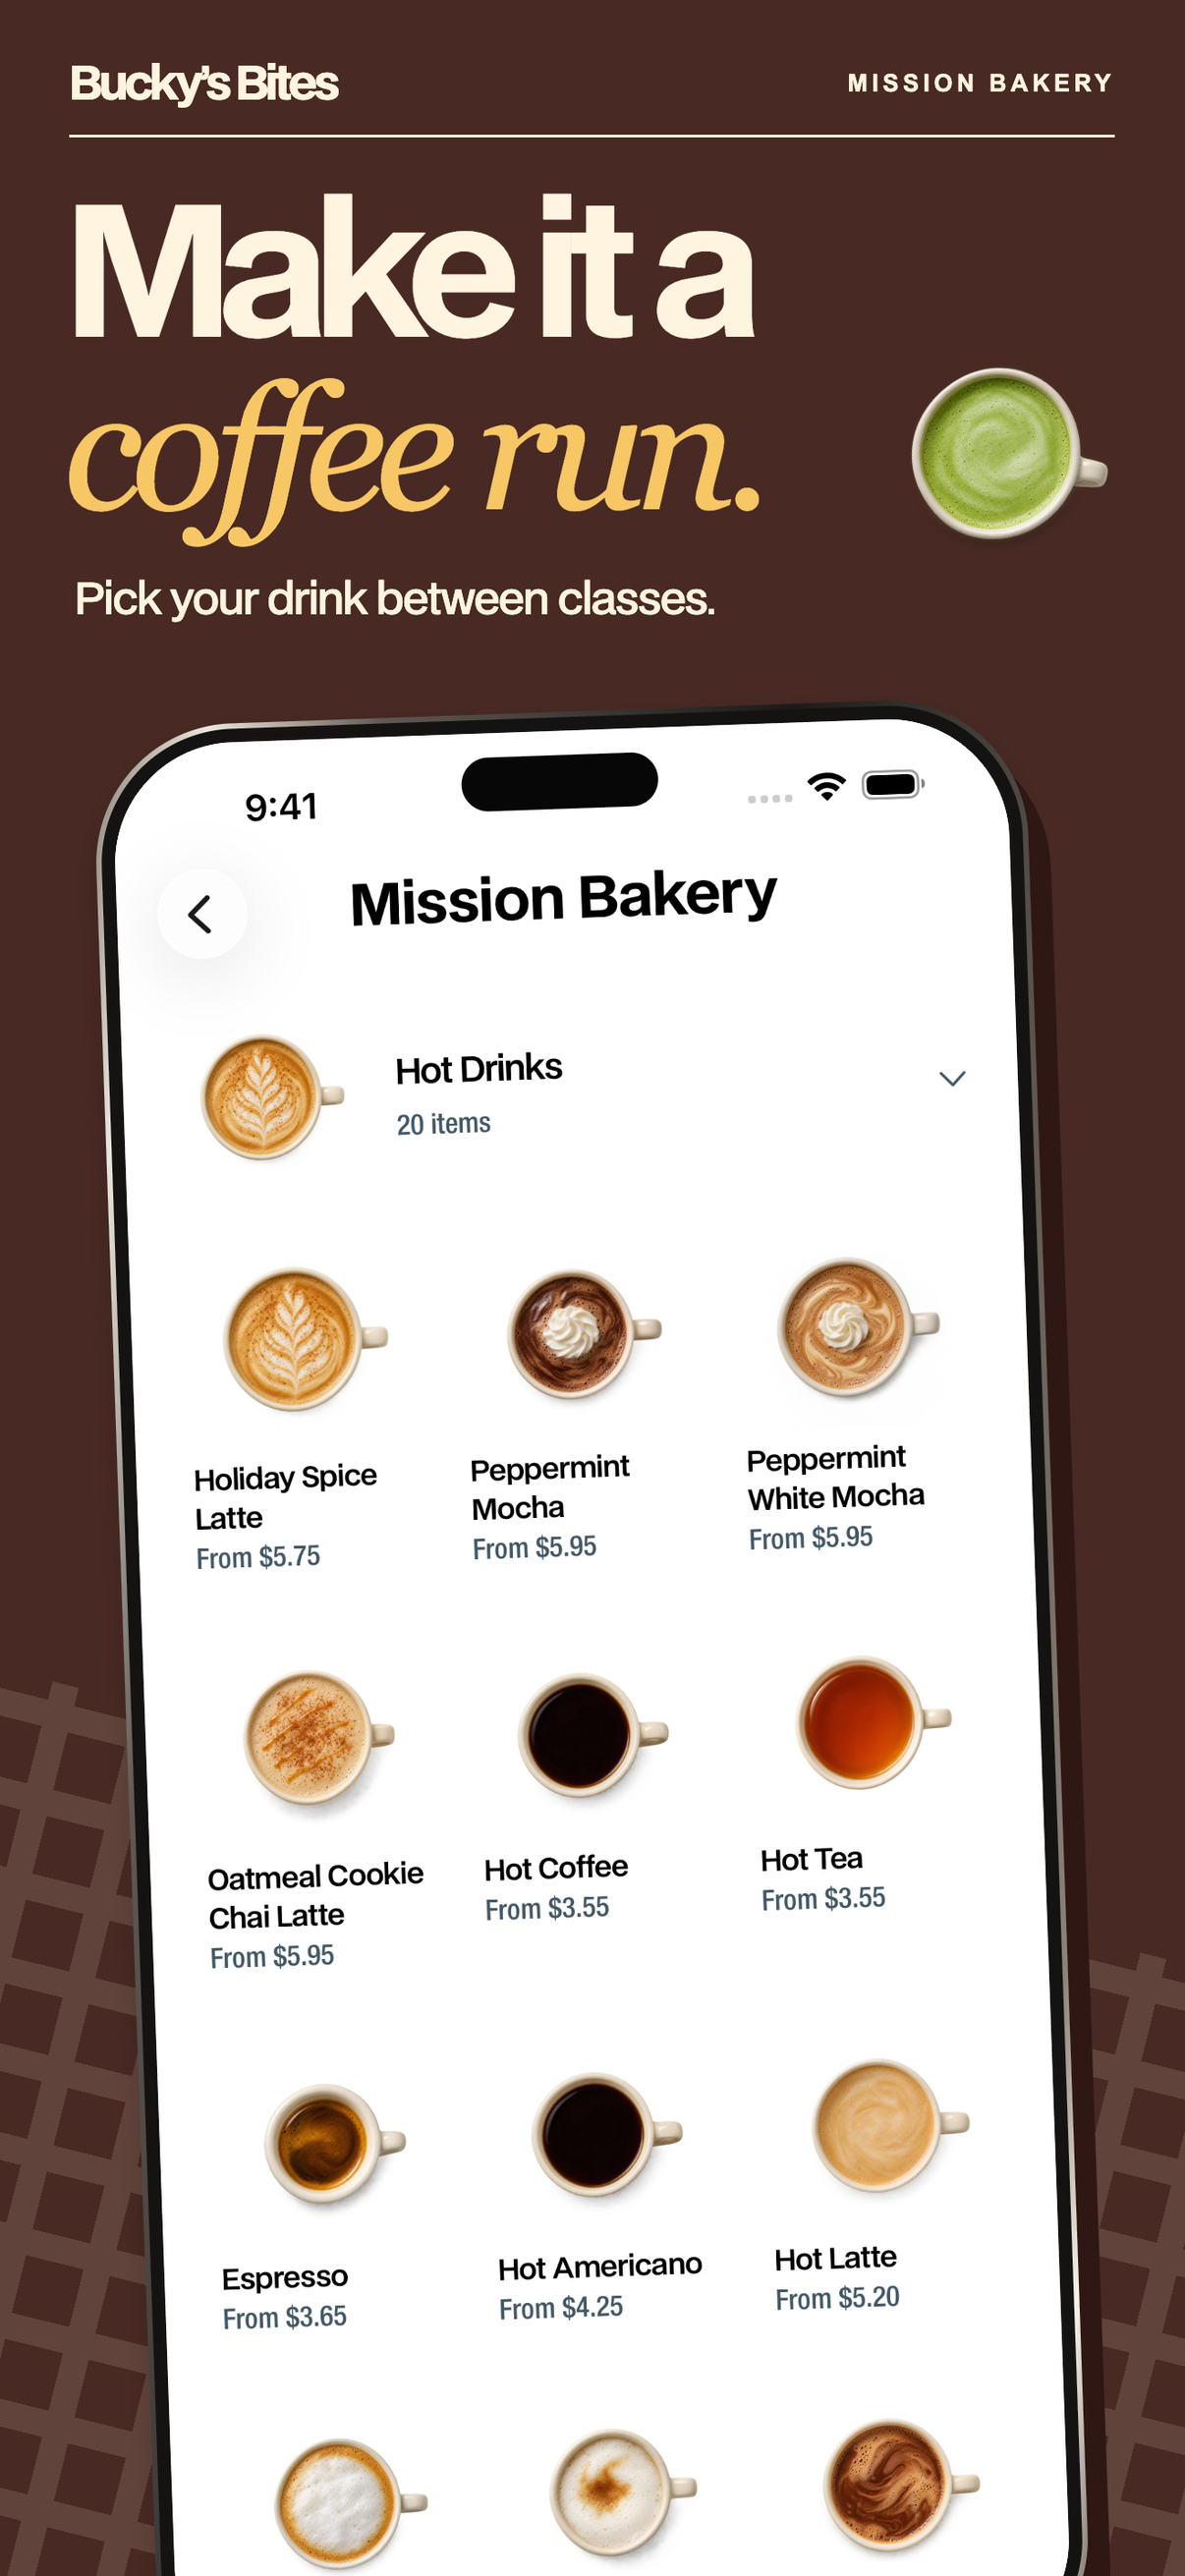 Bucky's Bites
MISSION BAKERY
Make it a
coffee run.
Pick your drink between classes.
9:41
Mission Bakery
Hot Drinks
20 items
Holiday Spice
Latte
From $5.75
Peppermint
Mocha
From $5.95
Peppermint
White Mocha
From $5.95
Oatmeal Cookie
Chai Latte
From $5.95
Hot Coffee
From $3.55
Hot Tea
From $3.55
Espresso
From $3.65
Hot Americano
From $4.25
Hot Latte
From $5.20